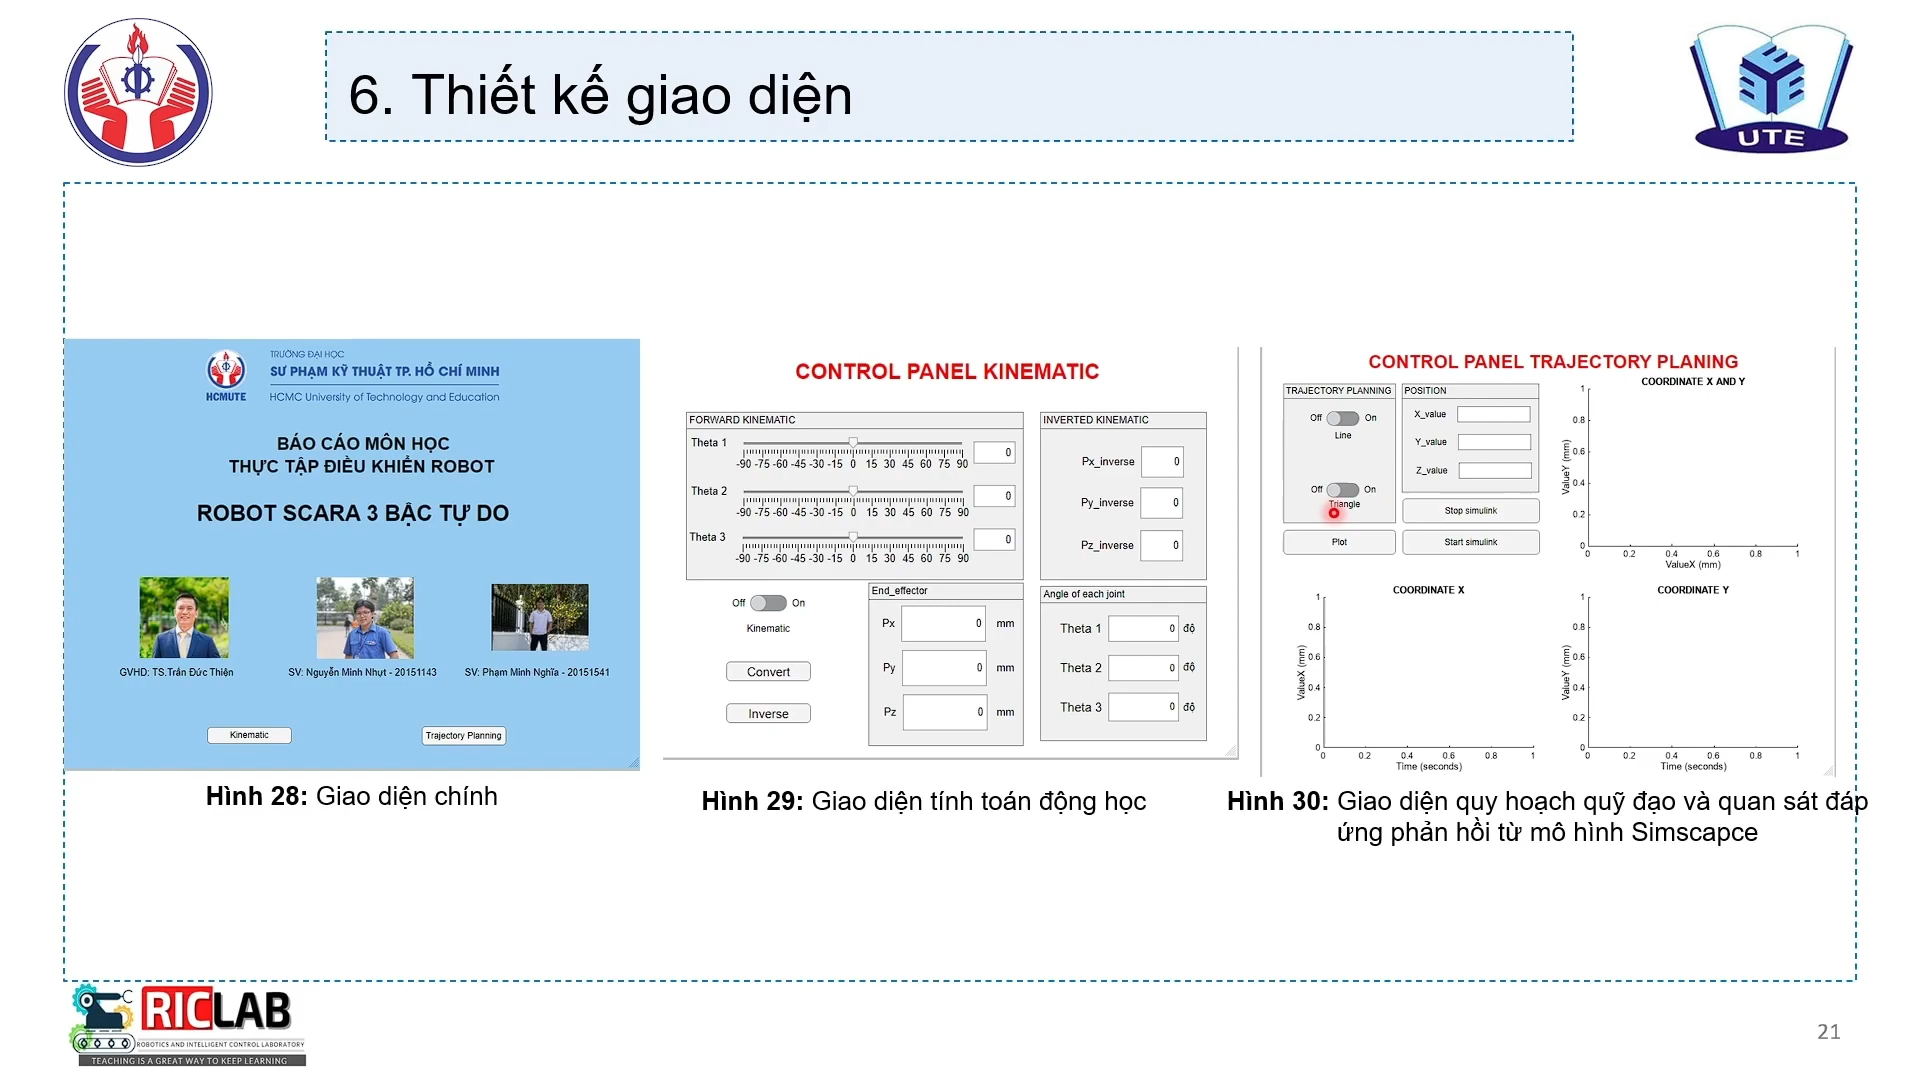 6. Thiết kế giao diện
UTE
TRƯỜNG ĐẠI HỌC
SƯ PHẠM KỸ THUẬT TP. HỒ CHÍ MINH
HCMUTE
HCMC University of Technology and Education
BÁO CÁO MÔN HỌC
THỰC TẬP ĐIỀU KHIỂN ROBOT
ROBOT SCARA 3 BẬC TỰ DO
GVHD: TS.Trần Đức Thiện
SV: Nguyễn Minh Nhựt - 20151143
SV: Phạm Minh Nghĩa - 20151541
Kinematic
Trajectory Planning
Hình 28: Giao diện chính
CONTROL PANEL KINEMATIC
FORWARD KINEMATIC
Theta 1
0
-90 -75 -60 -45 -30 -15 0 15 30 45 60 75 90
Theta 2
0
-90 -75 -60 -45 -30 -15 0 15 30 45 60 75 90
Theta 3
0
-90 -75 -60 -45 -30 -15 0 15 30 45 60 75 90
INVERTED KINEMATIC
Px_inverse 0
Py_inverse 0
Pz_inverse 0
Off On
Kinematic
Convert
Inverse
End_effector
Px 0 mm
Py 0 mm
Pz 0 mm
Angle of each joint
Theta 1 0 độ
Theta 2 0 độ
Theta 3 0 độ
Hình 29: Giao diện tính toán động học
CONTROL PANEL TRAJECTORY PLANING
TRAJECTORY PLANNING
Off On
Line
Off On
Triangle
Plot
POSITION
X_value
Y_value
Z_value
Stop simulink
Start simulink
COORDINATE X AND Y
1
0.8
0.6
0.4
0.2
0
ValueY (mm)
0 0.2 0.4 0.6 0.8 1
ValueX (mm)
COORDINATE X
1
0.8
0.6
0.4
0.2
0
ValueX (mm)
0 0.2 0.4 0.6 0.8 1
Time (seconds)
COORDINATE Y
1
0.8
0.6
0.4
0.2
0
ValueY (mm)
0 0.2 0.4 0.6 0.8 1
Time (seconds)
Hình 30: Giao diện quy hoạch quỹ đạo và quan sát đáp
ứng phản hồi từ mô hình Simscapce
RICLAB
ROBOTICS AND INTELLIGENT CONTROL LABORATORY
TEACHING IS A GREAT WAY TO KEEP LEARNING
21